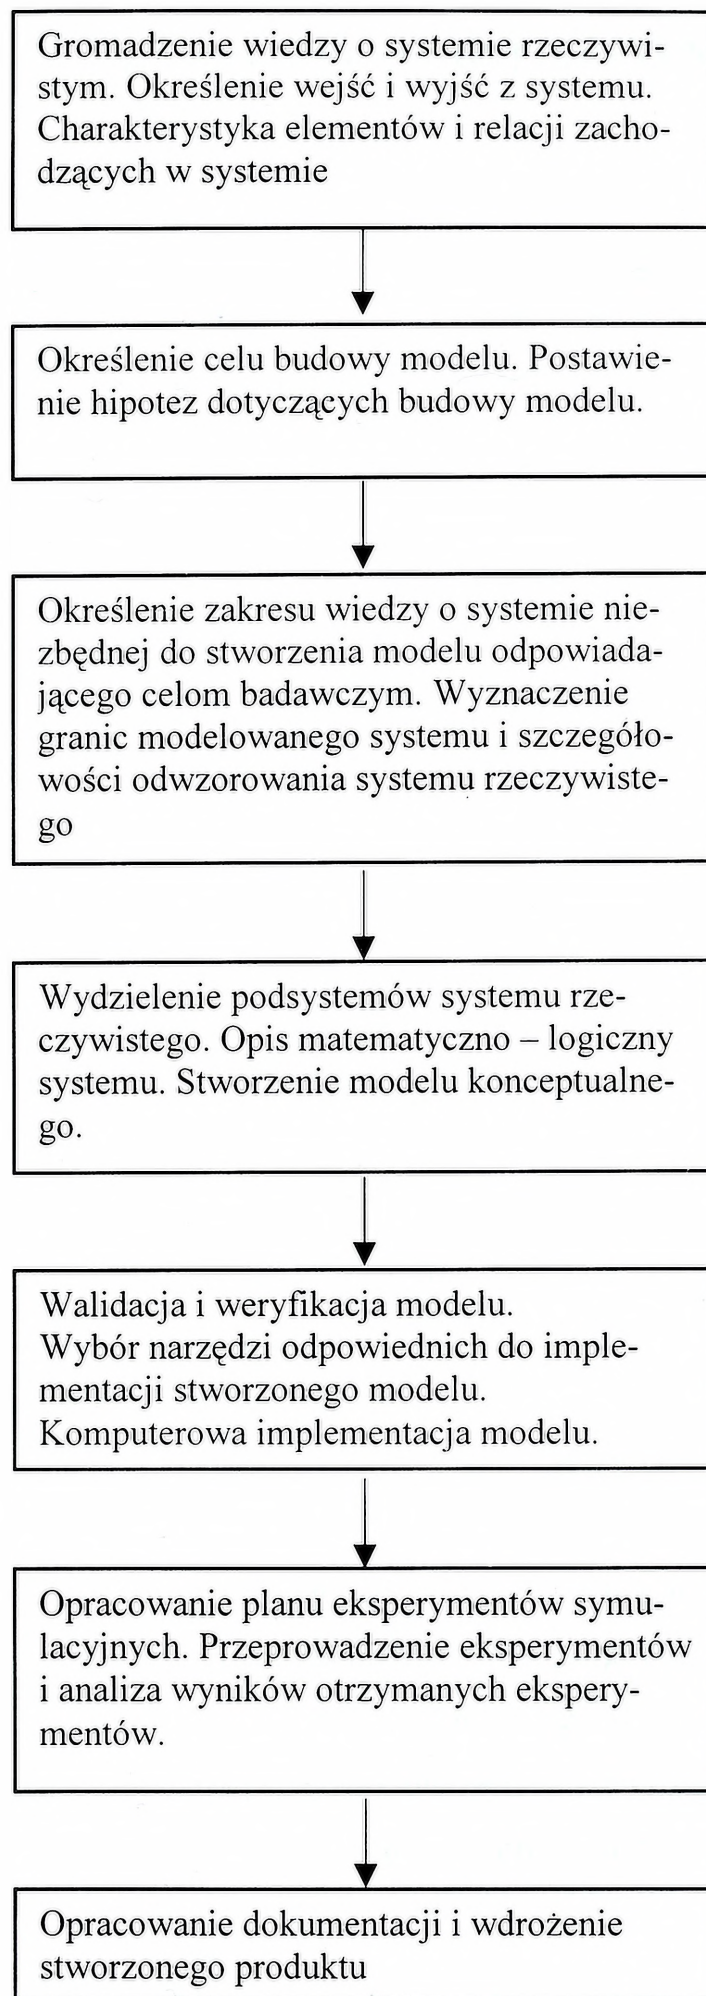 Gromadzenie wiedzy o systemie rzeczywi-
stym. Określenie wejść i wyjść z systemu.
Charakterystyka elementów i relacji zacho-
dzących w systemie
Określenie celu budowy modelu. Postawie-
nie hipotez dotyczących budowy modelu.
Określenie zakresu wiedzy o systemie nie-
zbędnej do stworzenia modelu odpowiada-
jącego celom badawczym. Wyznaczenie
granic modelowanego systemu i szczegóło-
wości odwzorowania systemu rzeczywiste-
go
Wydzielenie podsystemów systemu rze-
czywistego. Opis matematyczno – logiczny
systemu. Stworzenie modelu konceptualne-
go.
Walidacja i weryfikacja modelu.
Wybór narzędzi odpowiednich do imple-
mentacji stworzonego modelu.
Komputerowa implementacja modelu.
Opracowanie planu eksperymentów symu-
lacyjnych. Przeprowadzenie eksperymentów
i analiza wyników otrzymanych ekspery-
mentów.
Opracowanie dokumentacji i wdrożenie
stworzonego produktu